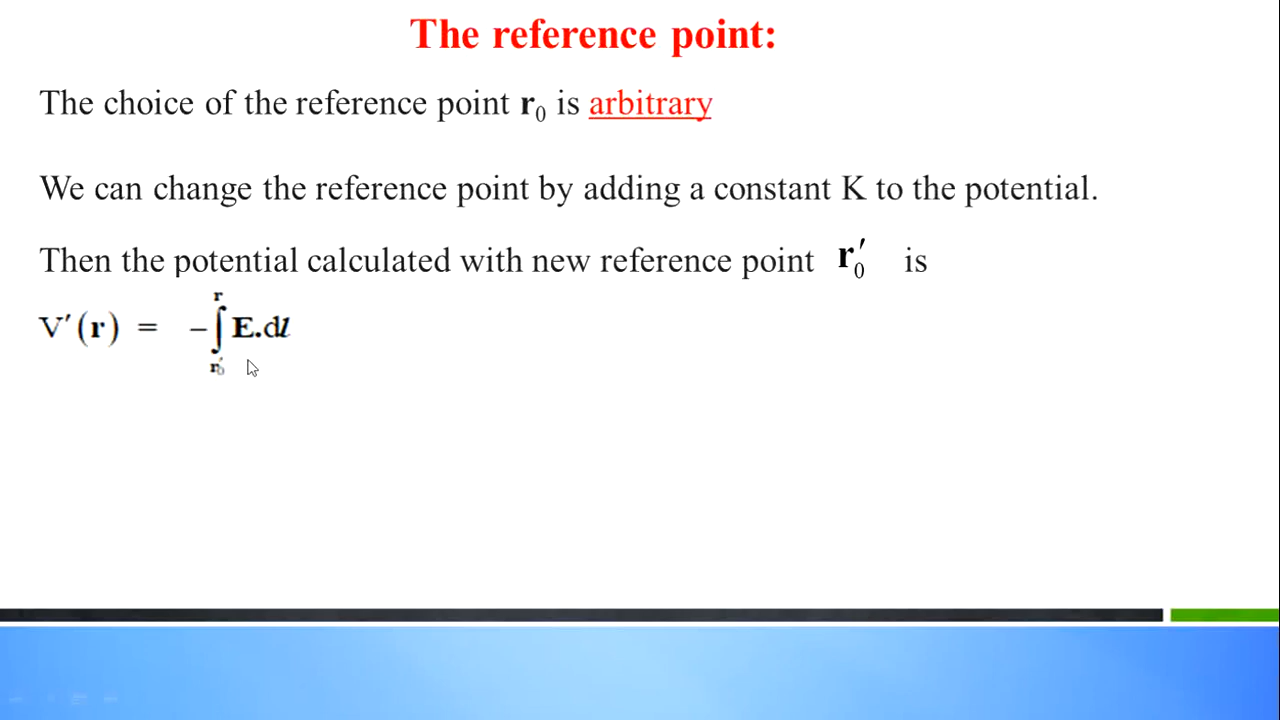 The reference point:
The choice of the reference point r₀ is arbitrary
We can change the reference point by adding a constant K to the potential.
Then the potential calculated with new reference point r₀′ is
V′(r) = −∫_{r₀′}^{r} E.dl